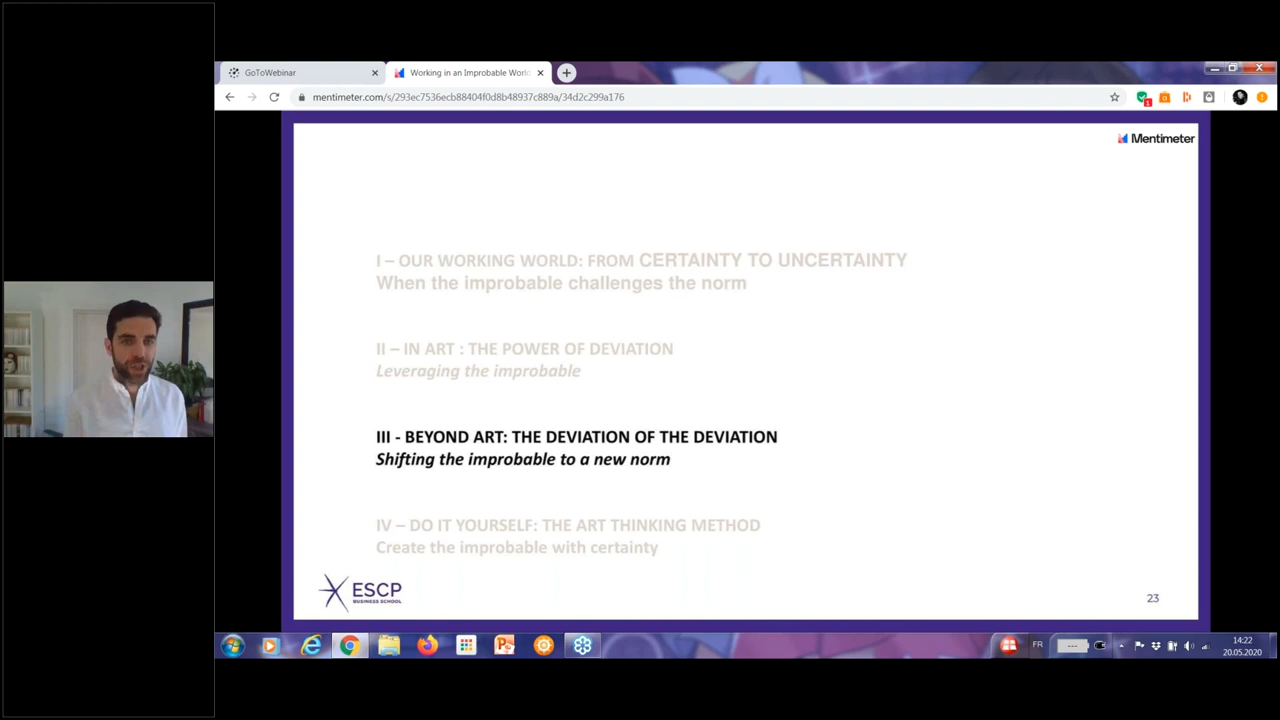 GoToWebinar
Working in an Improbable World
mentimeter.com/s/293ec7536ecb88404f0d8b48937c889a/34d2c299a176
1
Mentimeter
I – OUR WORKING WORLD: FROM CERTAINTY TO UNCERTAINTY
When the improbable challenges the norm
II – IN ART : THE POWER OF DEVIATION
Leveraging the improbable
III - BEYOND ART: THE DEVIATION OF THE DEVIATION
Shifting the improbable to a new norm
IV – DO IT YOURSELF: THE ART THINKING METHOD
Create the improbable with certainty
ESCP
BUSINESS SCHOOL
23
FR
---
14:22
20.05.2020